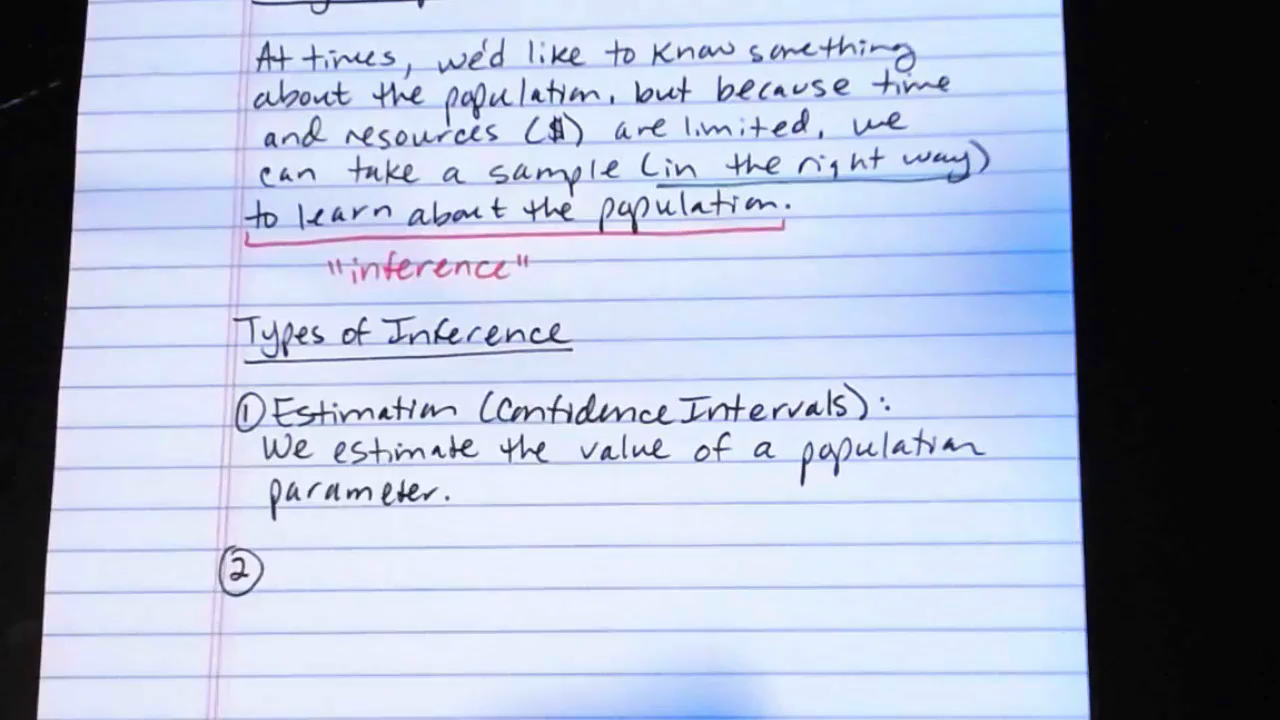 At times, we'd like to know something
about the population, but because time
and resources ($) are limited, we
can take a sample (in the right way)
to learn about the population.
"inference"
Types of Inference
① Estimation (Confidence Intervals):
We estimate the value of a population
parameter.
②